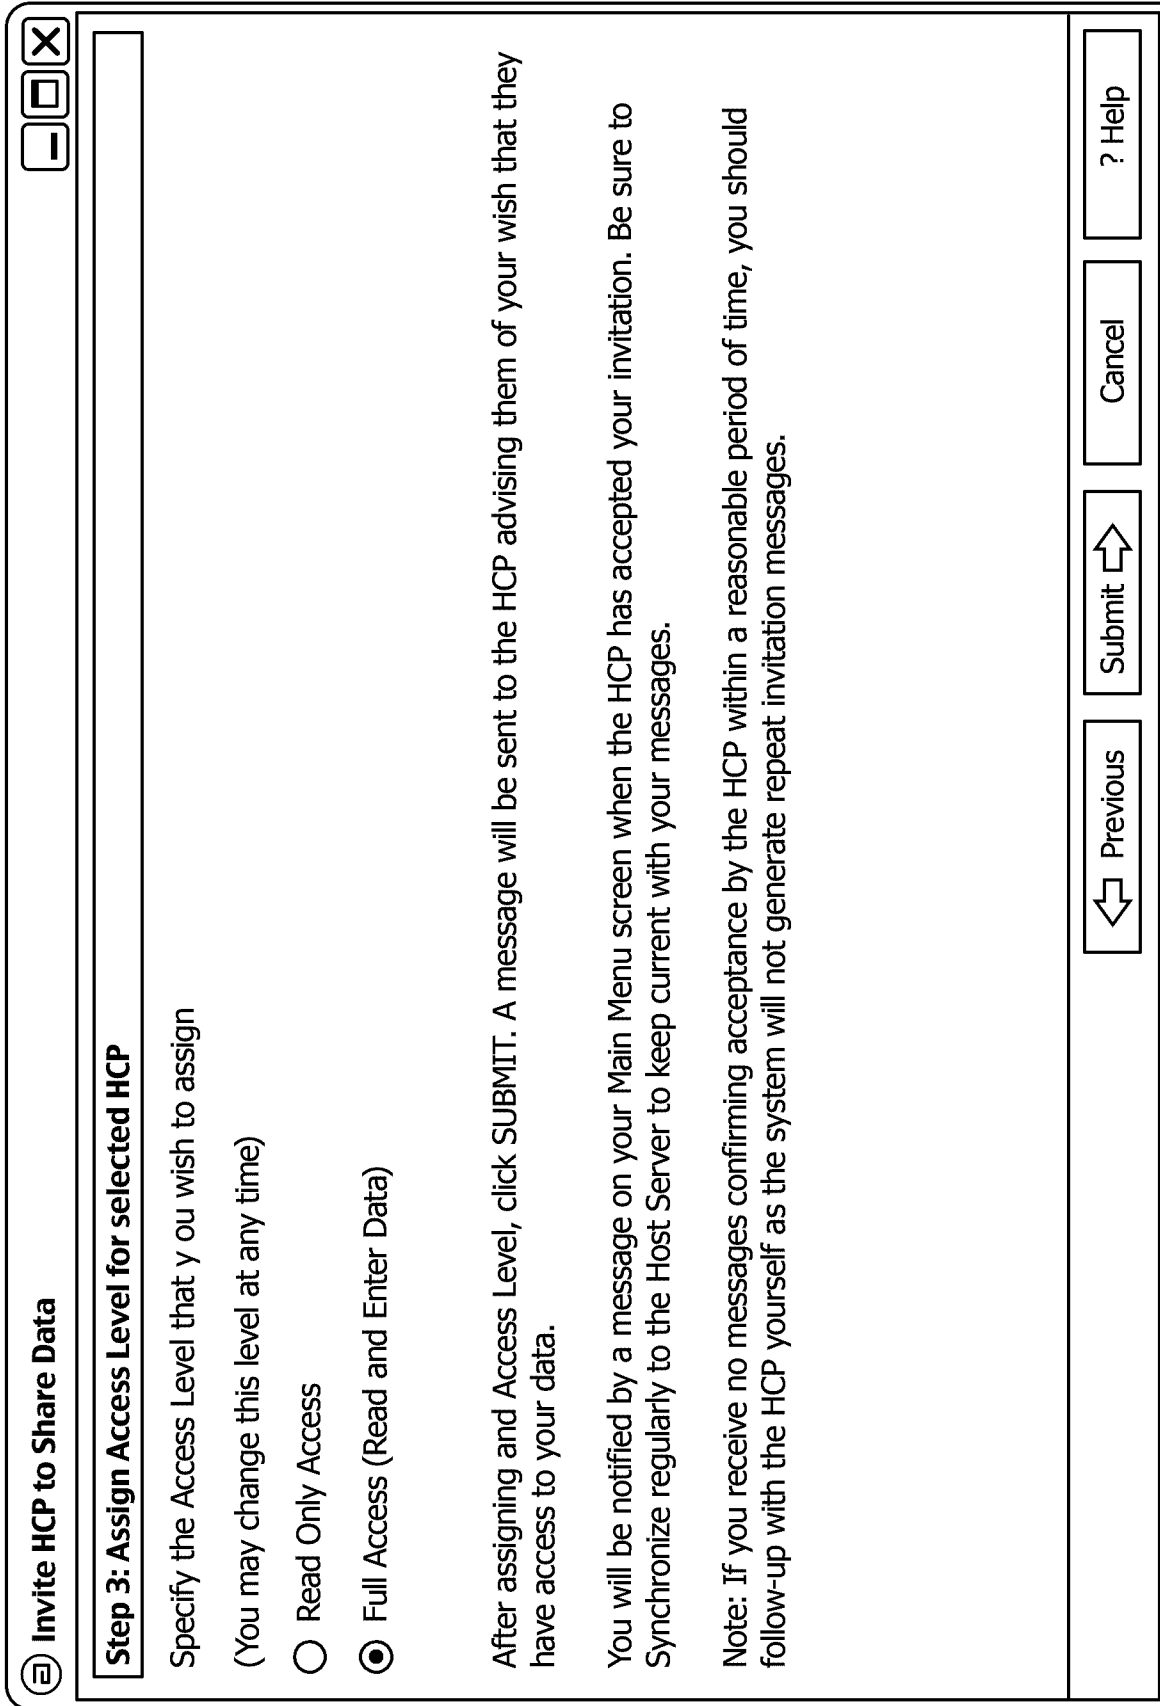 Invite HCP to Share Data
Step 3: Assign Access Level for selected HCP
Specify the Access Level that y ou wish to assign
(You may change this level at any time)
Read Only Access
Full Access (Read and Enter Data)
After assigning and Access Level, click SUBMIT. A message will be sent to the HCP advising them of your wish that they
have access to your data.
You will be notified by a message on your Main Menu screen when the HCP has accepted your invitation. Be sure to
Synchronize regularly to the Host Server to keep current with your messages.
Note: If you receive no messages confirming acceptance by the HCP within a reasonable period of time, you should
follow-up with the HCP yourself as the system will not generate repeat invitation messages.
Previous
Submit
Cancel
? Help